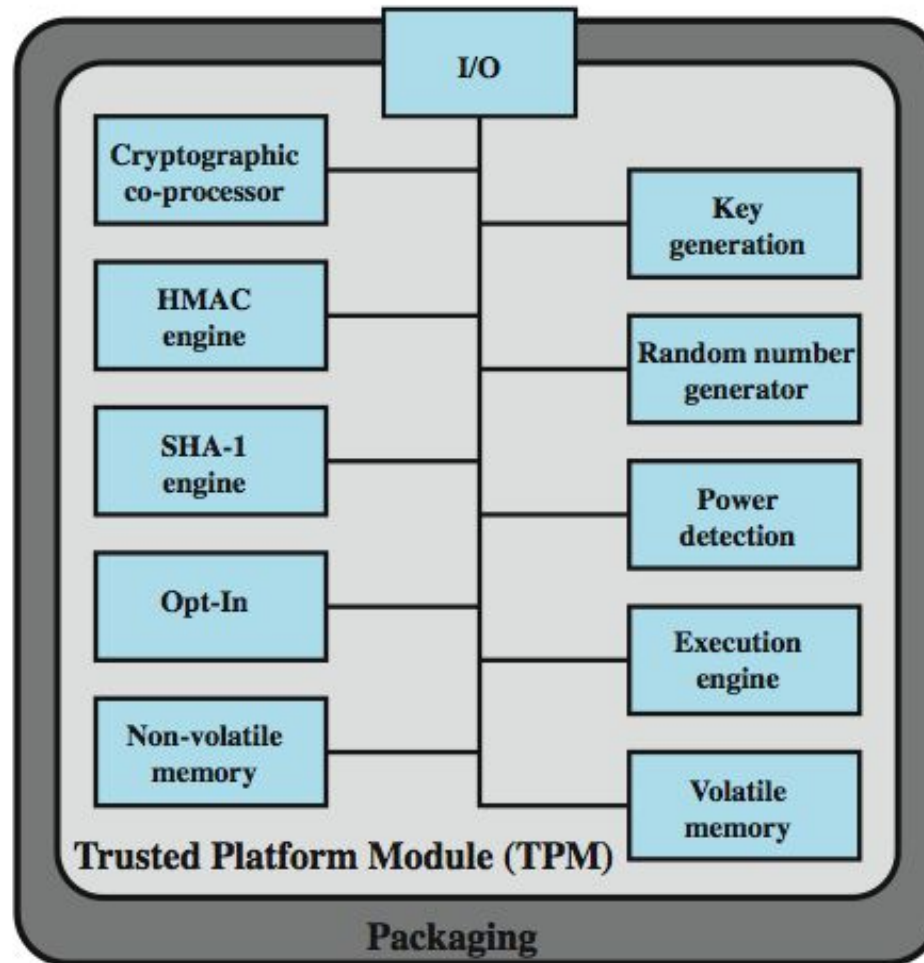 I/O
Cryptographic
co-processor
HMAC
engine
SHA-1
engine
Opt-In
Non-volatile
memory
Key
generation
Random number
generator
Power
detection
Execution
engine
Volatile
memory
Trusted Platform Module (TPM)
Packaging